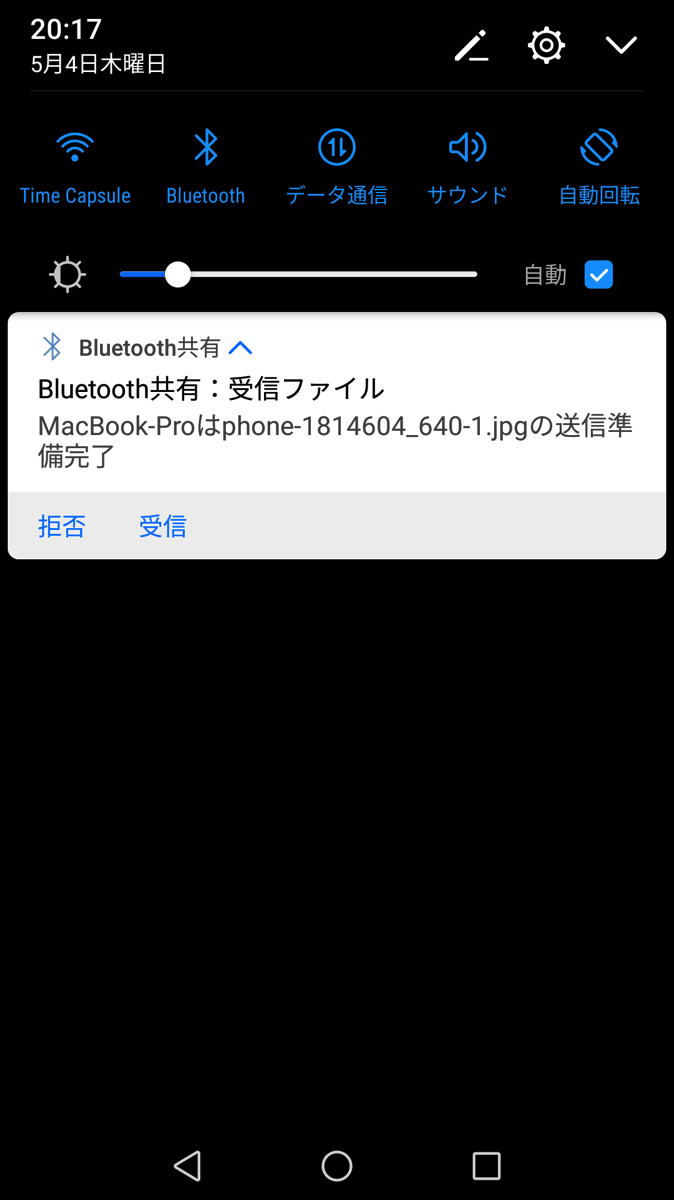 20:17
5月4日木曜日
Time Capsule
Bluetooth
データ通信
サウンド
自動回転
自動
Bluetooth共有
Bluetooth共有：受信ファイル
MacBook-Proはphone-1814604_640-1.jpgの送信準
備完了
拒否
受信